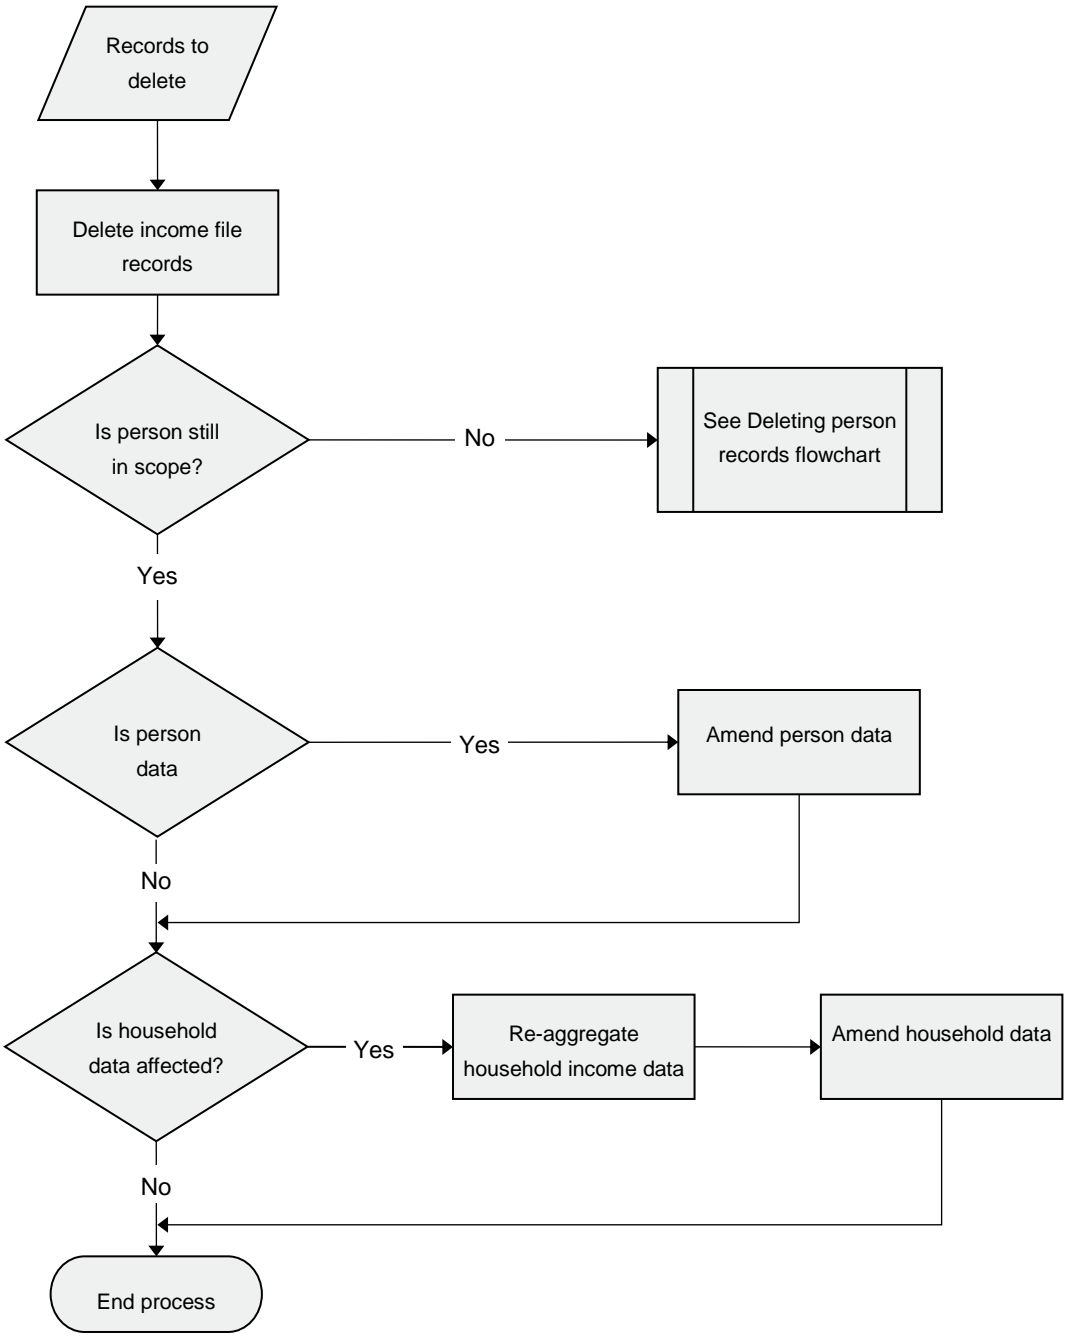 Records to
delete
Delete income file
records
Is person still
in scope?
No
See Deleting person
records flowchart
Yes
Is person
data
Yes
Amend person data
No
Is household
data affected?
Yes
Re-aggregate
household income data
Amend household data
No
End process